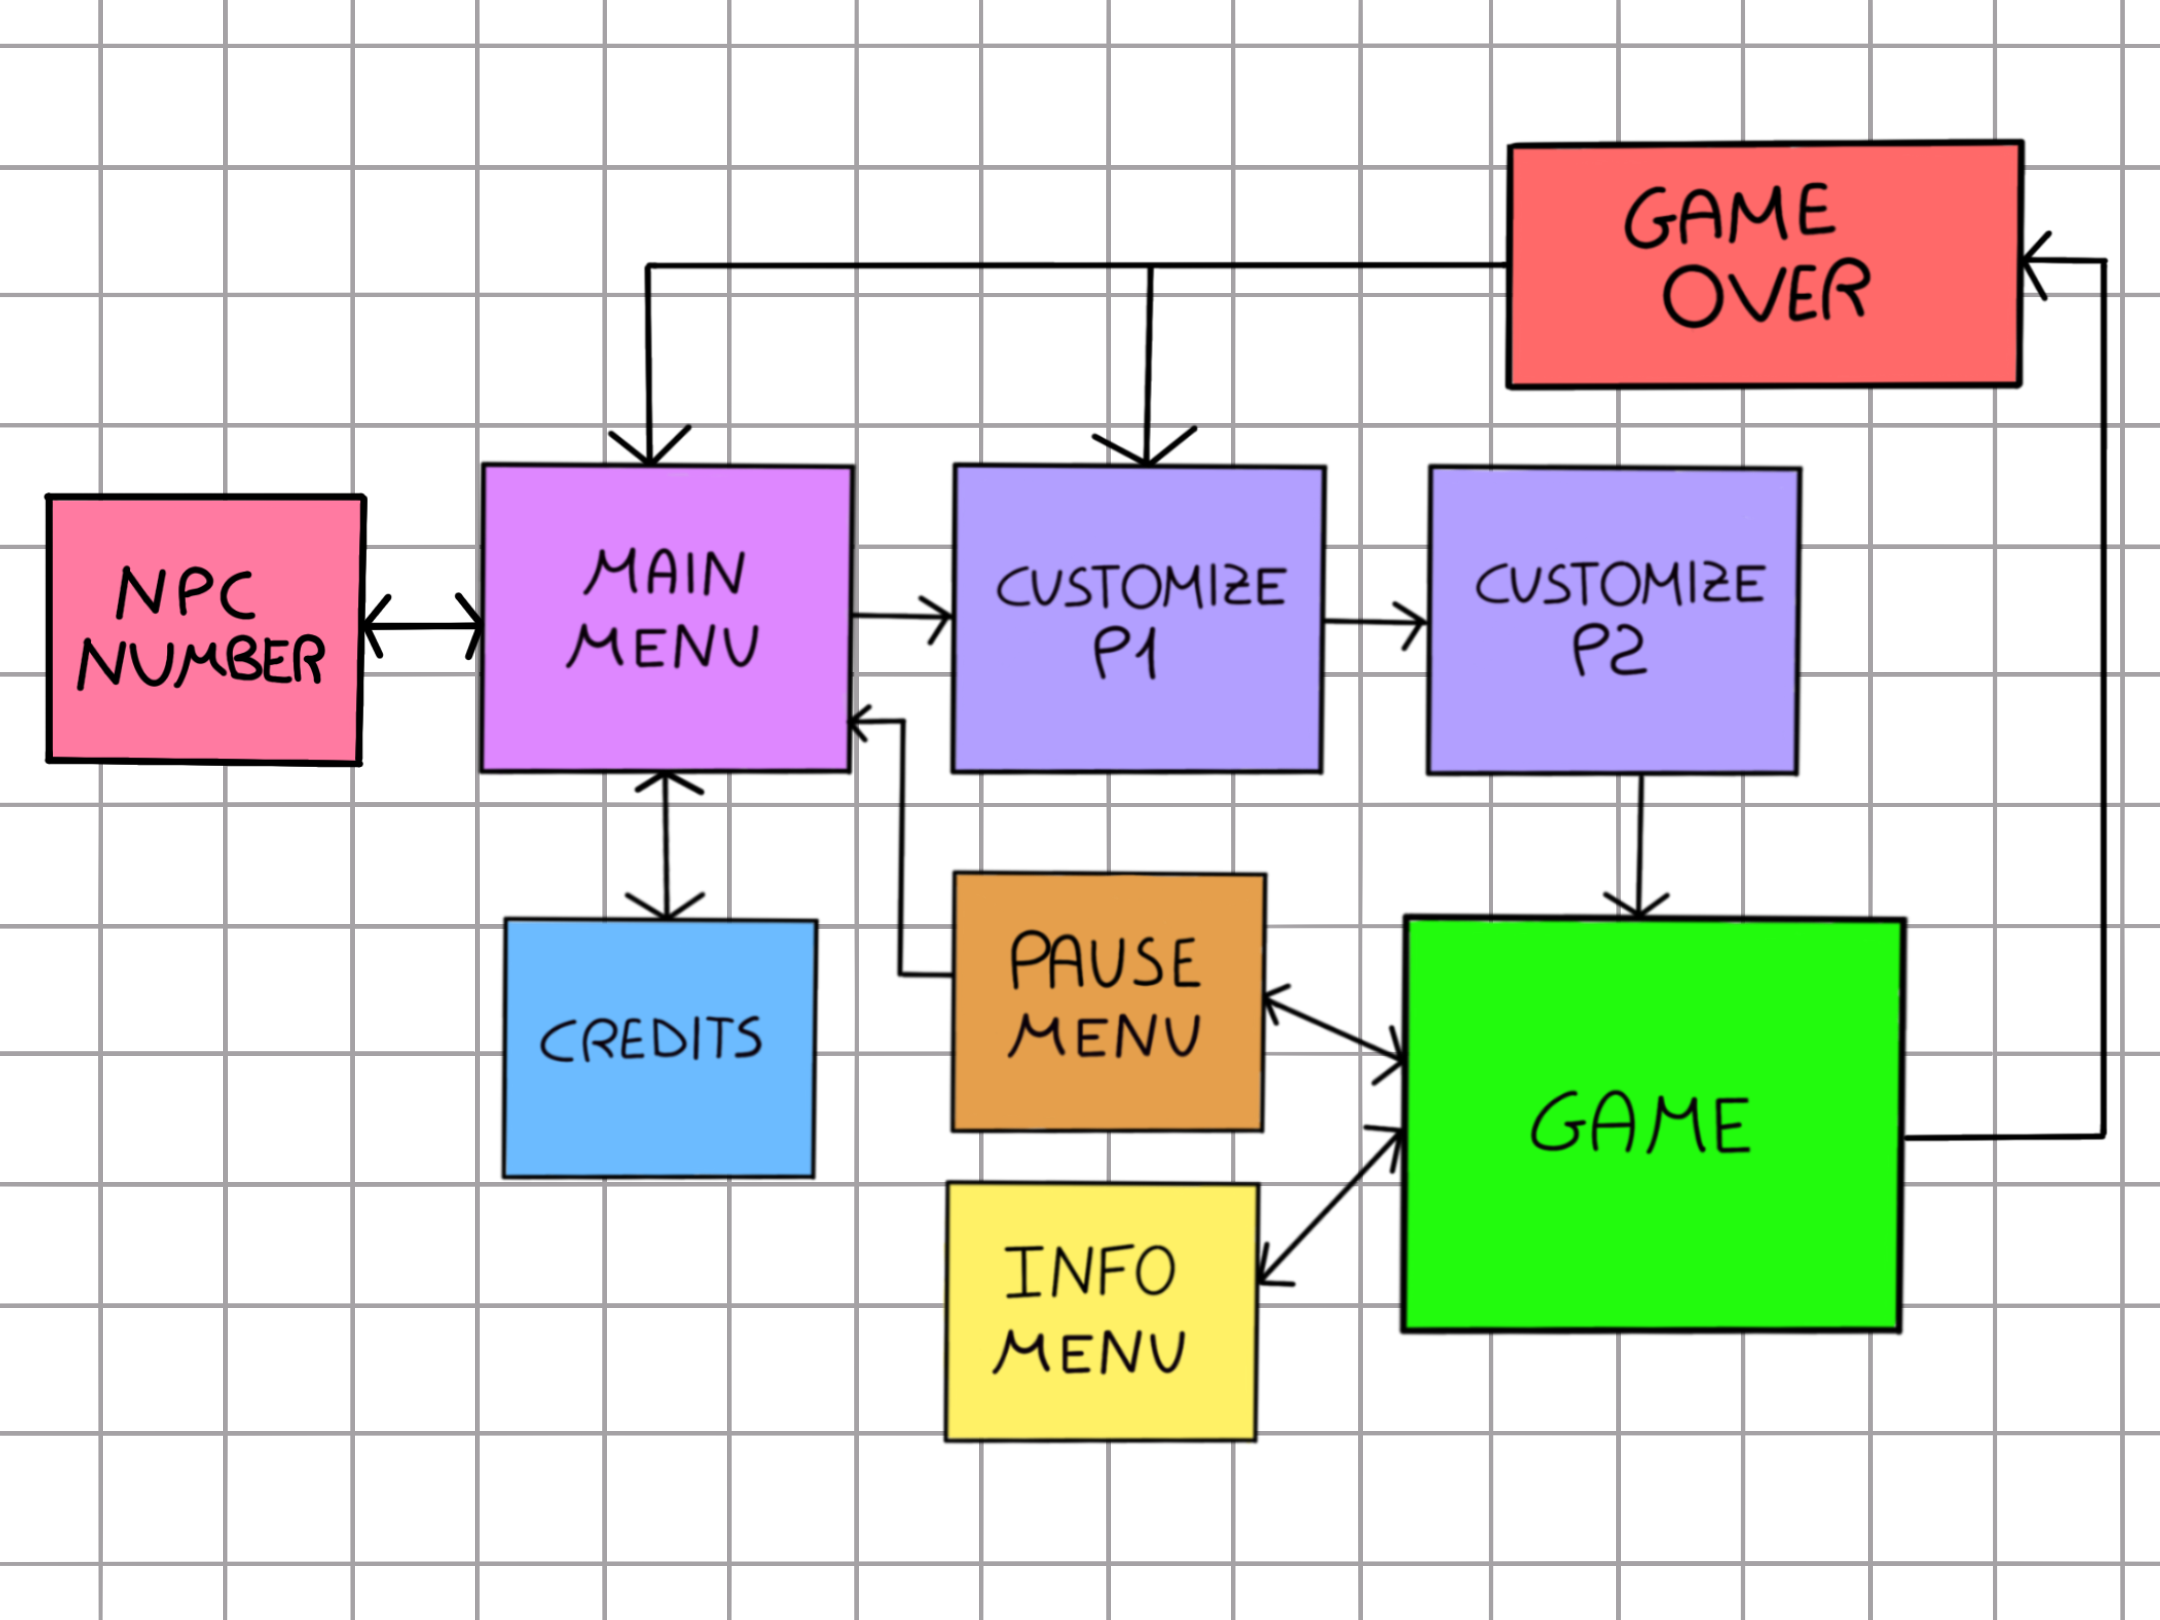 GAME
OVER
NPC
NUMBER
MAIN
MENU
CUSTOMIZE
P1
CUSTOMIZE
P2
CREDITS
PAUSE
MENU
GAME
INFO
MENU